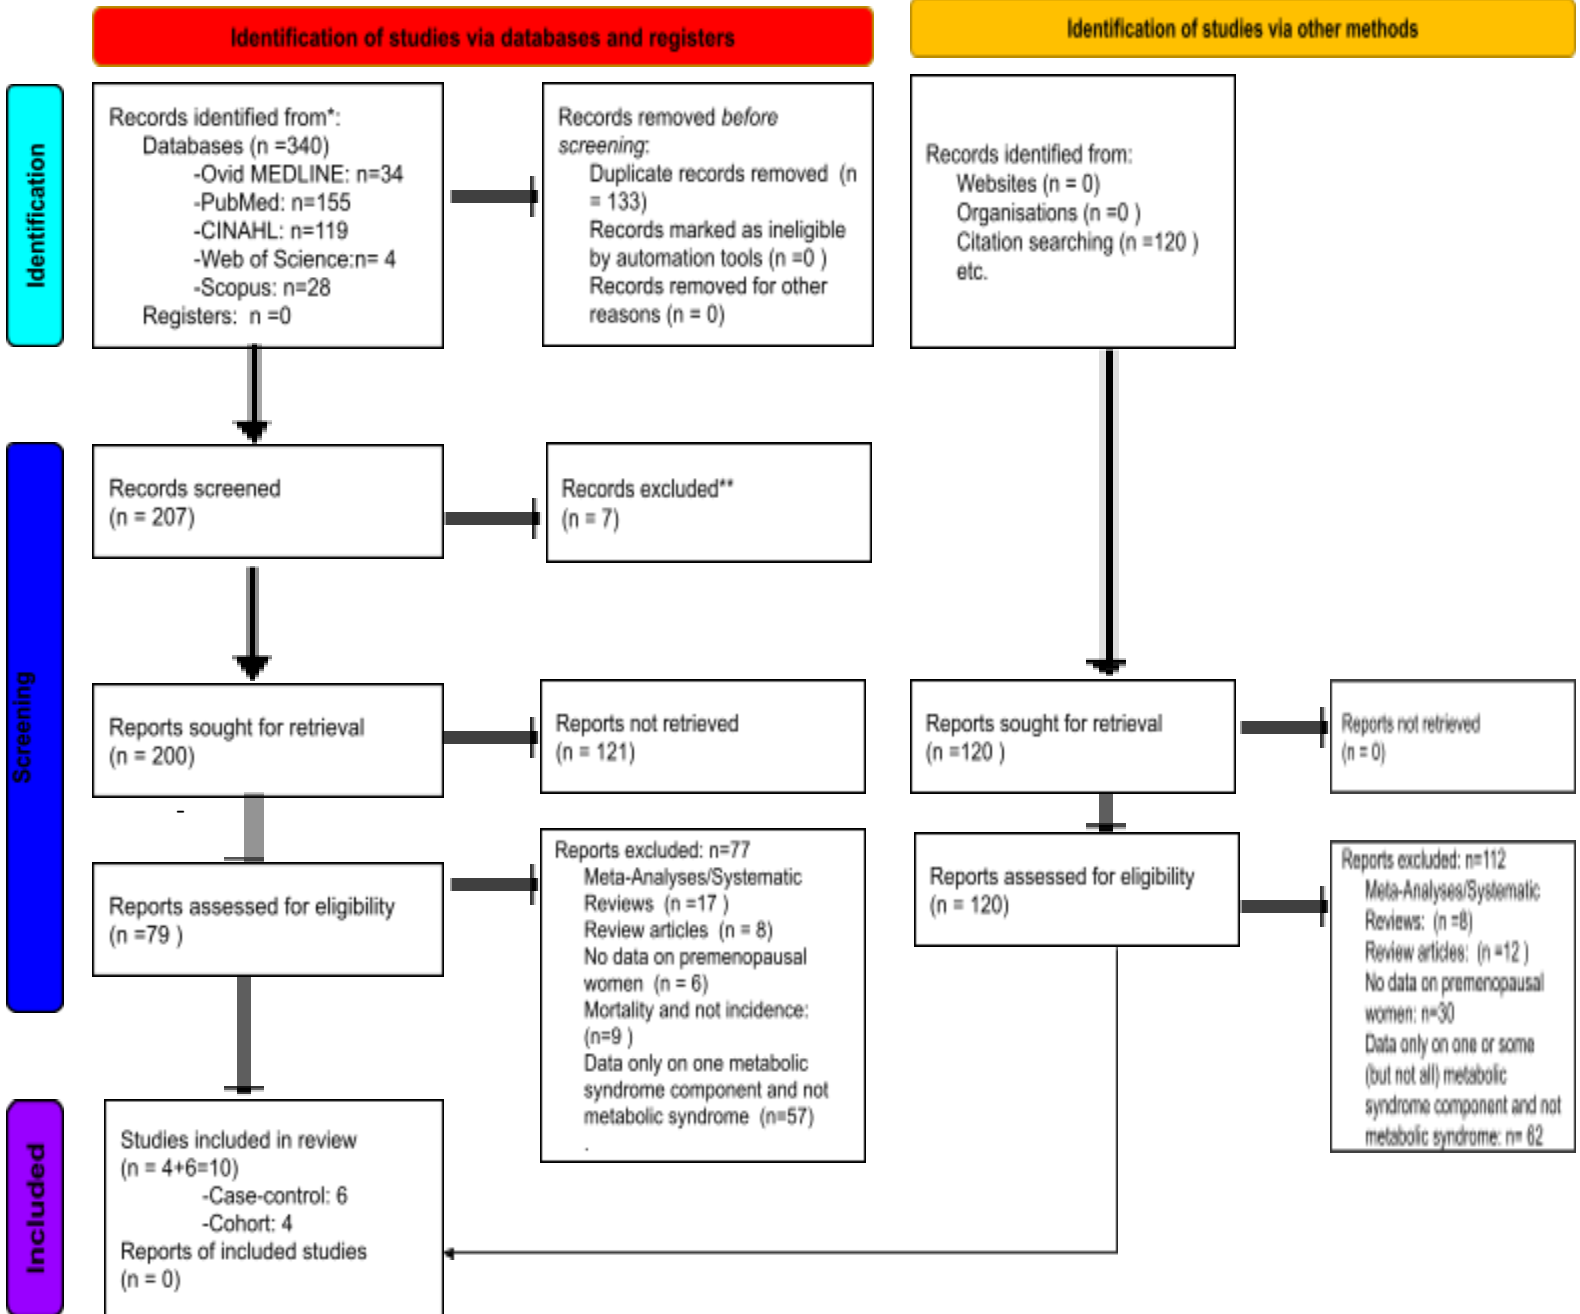 Identification of studies via databases and registers
Identification of studies via other methods
Identification
Records identified from*:
Databases (n =340)
-Ovid MEDLINE: n=34
-PubMed: n=155
-CINAHL: n=119
-Web of Science:n= 4
-Scopus: n=28
Registers: n =0
Records removed before
screening:
Duplicate records removed (n
= 133)
Records marked as ineligible
by automation tools (n =0 )
Records removed for other
reasons (n = 0)
Records identified from:
Websites (n = 0)
Organisations (n =0 )
Citation searching (n =120 )
etc.
Screening
Records screened
(n = 207)
Records excluded**
(n = 7)
Reports sought for retrieval
(n = 200)
Reports not retrieved
(n = 121)
Reports sought for retrieval
(n =120 )
Reports not retrieved
(n = 0)
-
Reports assessed for eligibility
(n =79 )
Reports excluded: n=77
Meta-Analyses/Systematic
Reviews (n =17 )
Review articles (n = 8)
No data on premenopausal
women (n = 6)
Mortality and not incidence:
(n=9 )
Data only on one metabolic
syndrome component and not
metabolic syndrome (n=57)
.
Reports assessed for eligibility
(n = 120)
Reports excluded: n=112
Meta-Analyses/Systematic
Reviews: (n =8)
Review articles: (n =12 )
No data on premenopausal
women: n=30
Data only on one or some
(but not all) metabolic
syndrome component and not
metabolic syndrome: n= 62
Included
Studies included in review
(n = 4+6=10)
-Case-control: 6
-Cohort: 4
Reports of included studies
(n = 0)